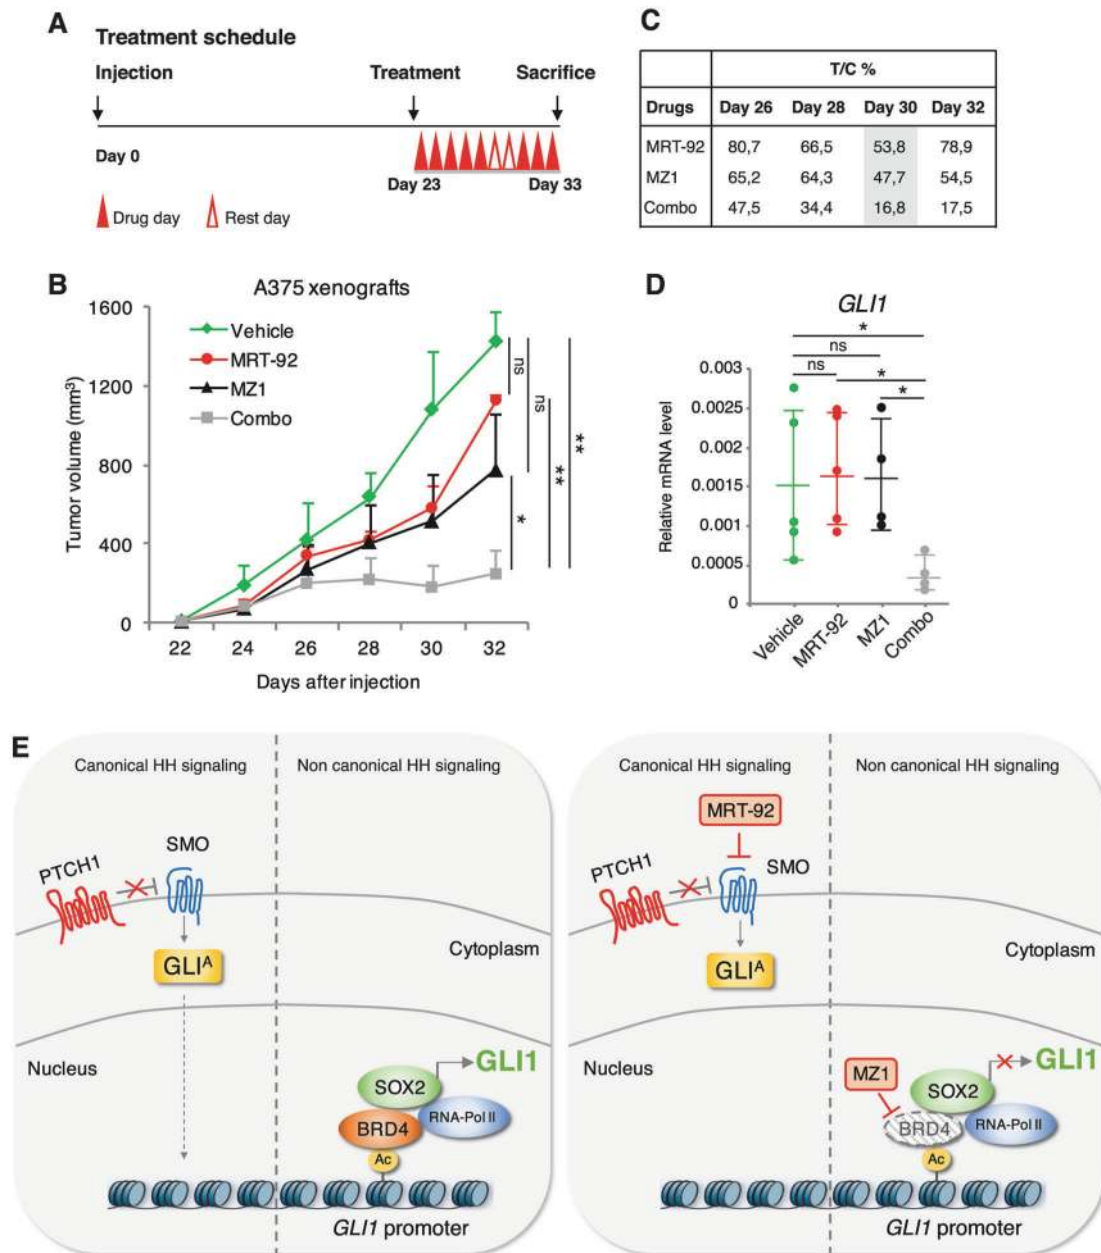 A
Treatment schedule
Injection Treatment Sacrifice
Day 0
Day 23 Day 33
Drug day Rest day
C
T/C %
Drugs Day 26 Day 28 Day 30 Day 32
MRT-92 80,7 66,5 53,8 78,9
MZ1 65,2 64,3 47,7 54,5
Combo 47,5 34,4 16,8 17,5
B
A375 xenografts
Tumor volume (mm³)
1600
1200
800
400
0
Vehicle
MRT-92
MZ1
Combo
ns
ns
*
**
**
22 24 26 28 30 32
Days after injection
D
GLI1
*
ns
ns *
*
Relative mRNA level
0.003
0.0025
0.002
0.0015
0.001
0.0005
0
Vehicle MRT-92 MZ1 Combo
E
Canonical HH signaling Non canonical HH signaling
PTCH1
SMO
GLIᴬ
Cytoplasm
Nucleus
GLI1
SOX2
BRD4
RNA-Pol II
Ac
GLI1 promoter
Canonical HH signaling Non canonical HH signaling
MRT-92
PTCH1
SMO
GLIᴬ
Cytoplasm
Nucleus
MZ1
GLI1
SOX2
BRD4
RNA-Pol II
Ac
GLI1 promoter